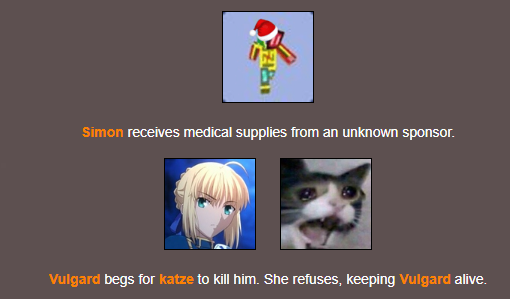 Simon receives medical supplies from an unknown sponsor.
Vulgard begs for katze to kill him. She refuses, keeping Vulgard alive.